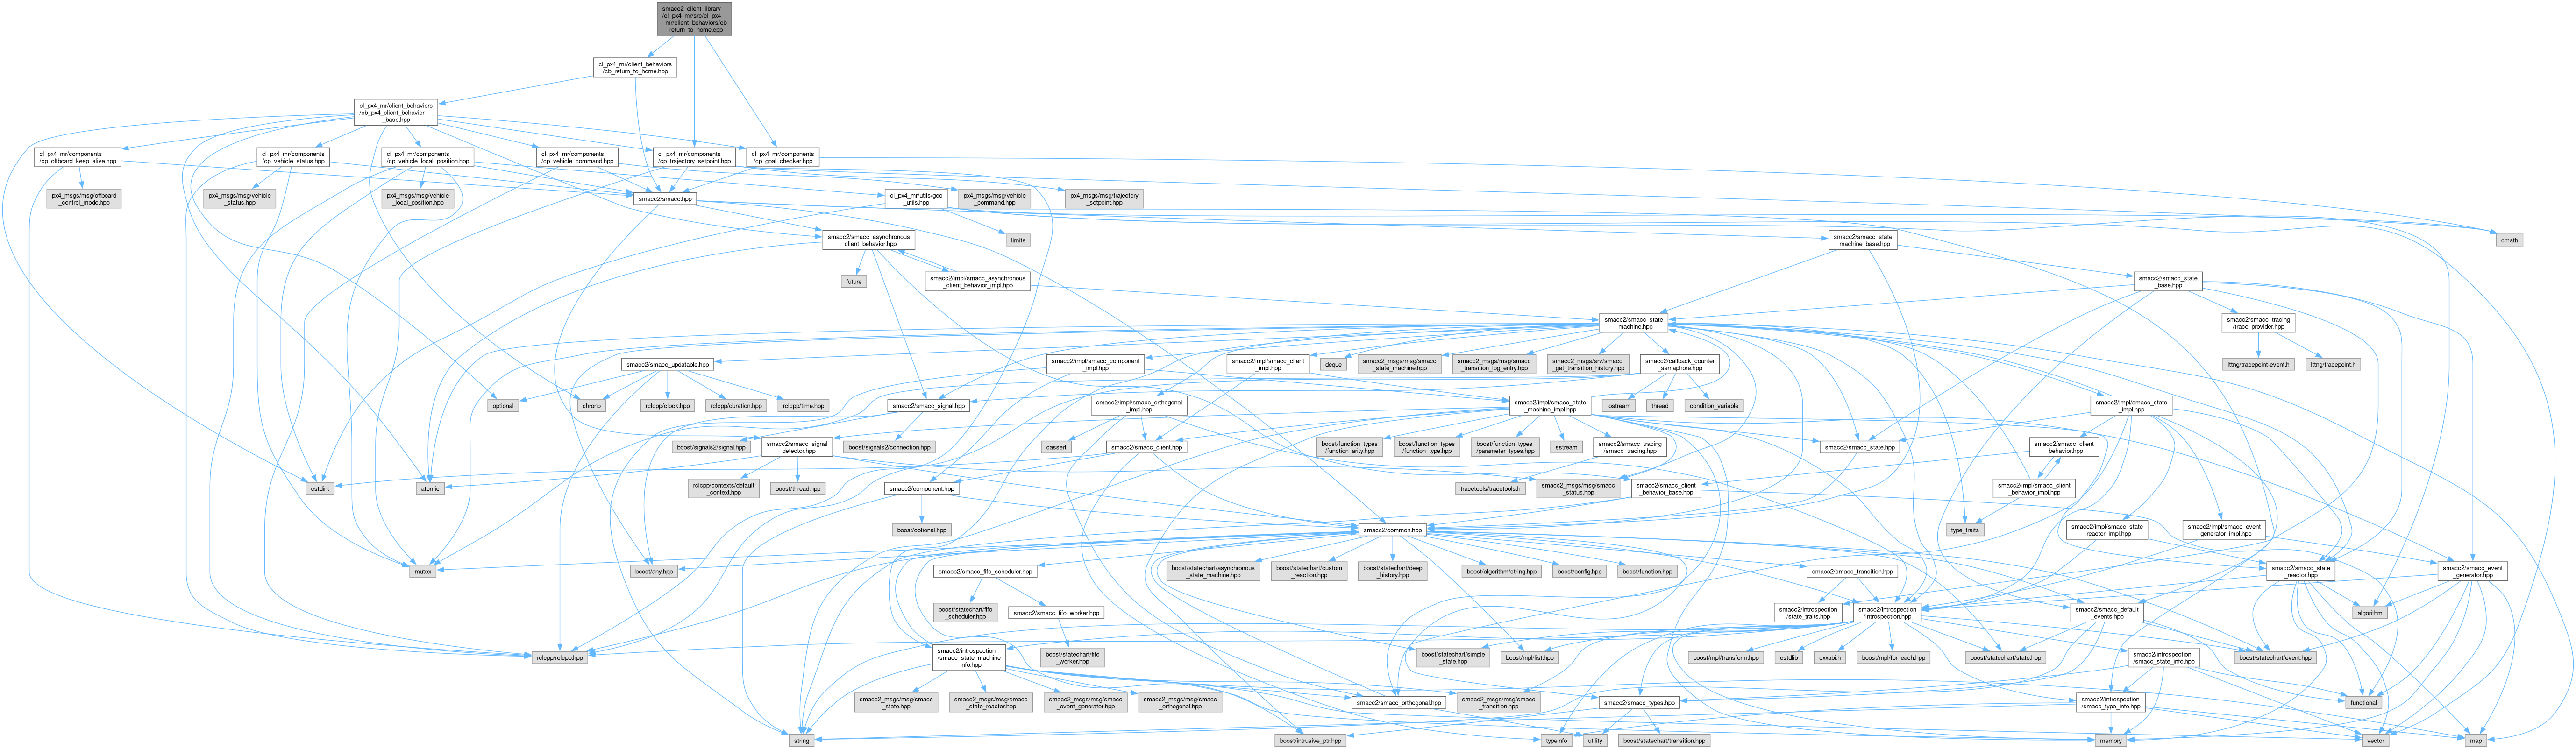 smacc2_client_library
/cl_px4_mr/src/cl_px4
_mr/client_behaviors/cb
_return_to_home.cpp
cl_px4_mr/client_behaviors
/cb_return_to_home.hpp
cl_px4_mr/client_behaviors
/cb_px4_client_behavior
_base.hpp
cl_px4_mr/components
/cp_offboard_keep_alive.hpp
cl_px4_mr/components
/cp_vehicle_status.hpp
cl_px4_mr/components
/cp_vehicle_local_position.hpp
cl_px4_mr/components
/cp_vehicle_command.hpp
cl_px4_mr/components
/cp_trajectory_setpoint.hpp
cl_px4_mr/components
/cp_goal_checker.hpp
px4_msgs/msg/offboard
_control_mode.hpp
px4_msgs/msg/vehicle
_status.hpp
px4_msgs/msg/vehicle
_local_position.hpp
smacc2/smacc.hpp
cl_px4_mr/utils/geo
_utils.hpp
px4_msgs/msg/vehicle
_command.hpp
px4_msgs/msg/trajectory
_setpoint.hpp
smacc2/smacc_asynchronous
_client_behavior.hpp
limits
smacc2/smacc_state
_machine_base.hpp
cmath
future
smacc2/impl/smacc_asynchronous
_client_behavior_impl.hpp
smacc2/smacc_state
_base.hpp
smacc2/smacc_state
_machine.hpp
smacc2/smacc_tracing
/trace_provider.hpp
smacc2/smacc_updatable.hpp
smacc2/impl/smacc_component
_impl.hpp
smacc2/impl/smacc_client
_impl.hpp
deque
smacc2_msgs/msg/smacc
_state_machine.hpp
smacc2_msgs/msg/smacc
_transition_log_entry.hpp
smacc2_msgs/srv/smacc
_get_transition_history.hpp
smacc2/callback_counter
_semaphore.hpp
lttng/tracepoint-event.h
lttng/tracepoint.h
optional
chrono
rclcpp/clock.hpp
rclcpp/duration.hpp
rclcpp/time.hpp
smacc2/smacc_signal.hpp
smacc2/impl/smacc_orthogonal
_impl.hpp
smacc2/impl/smacc_state
_machine_impl.hpp
iostream
thread
condition_variable
smacc2/impl/smacc_state
_impl.hpp
boost/signals2/signal.hpp
smacc2/smacc_signal
_detector.hpp
boost/signals2/connection.hpp
cassert
smacc2/smacc_client.hpp
boost/function_types
/function_arity.hpp
boost/function_types
/function_type.hpp
boost/function_types
/parameter_types.hpp
sstream
smacc2/smacc_tracing
/smacc_tracing.hpp
smacc2/smacc_state.hpp
smacc2/smacc_client
_behavior.hpp
cstdint
atomic
rclcpp/contexts/default
_context.hpp
boost/thread.hpp
smacc2/component.hpp
tracetools/tracetools.h
smacc2_msgs/msg/smacc
_status.hpp
smacc2/smacc_client
_behavior_base.hpp
smacc2/impl/smacc_client
_behavior_impl.hpp
boost/optional.hpp
smacc2/common.hpp
type_traits
smacc2/impl/smacc_state
_reactor_impl.hpp
smacc2/impl/smacc_event
_generator_impl.hpp
mutex
boost/any.hpp
smacc2/smacc_fifo_scheduler.hpp
boost/statechart/asynchronous
_state_machine.hpp
boost/statechart/custom
_reaction.hpp
boost/statechart/deep
_history.hpp
boost/algorithm/string.hpp
boost/config.hpp
boost/function.hpp
smacc2/smacc_transition.hpp
smacc2/smacc_state
_reactor.hpp
smacc2/smacc_event
_generator.hpp
boost/statechart/fifo
_scheduler.hpp
smacc2/smacc_fifo_worker.hpp
smacc2/introspection
/state_traits.hpp
smacc2/introspection
/introspection.hpp
smacc2/smacc_default
_events.hpp
algorithm
rclcpp/rclcpp.hpp
smacc2/introspection
/smacc_state_machine
_info.hpp
boost/statechart/fifo
_worker.hpp
boost/statechart/simple
_state.hpp
boost/mpl/list.hpp
boost/mpl/transform.hpp
cstdlib
cxxabi.h
boost/mpl/for_each.hpp
boost/statechart/state.hpp
smacc2/introspection
/smacc_state_info.hpp
boost/statechart/event.hpp
smacc2_msgs/msg/smacc
_state.hpp
smacc2_msgs/msg/smacc
_state_reactor.hpp
smacc2_msgs/msg/smacc
_event_generator.hpp
smacc2_msgs/msg/smacc
_orthogonal.hpp
smacc2_msgs/msg/smacc
_transition.hpp
smacc2/smacc_orthogonal.hpp
smacc2/smacc_types.hpp
smacc2/introspection
/smacc_type_info.hpp
functional
string
boost/intrusive_ptr.hpp
typeinfo
utility
boost/statechart/transition.hpp
memory
vector
map